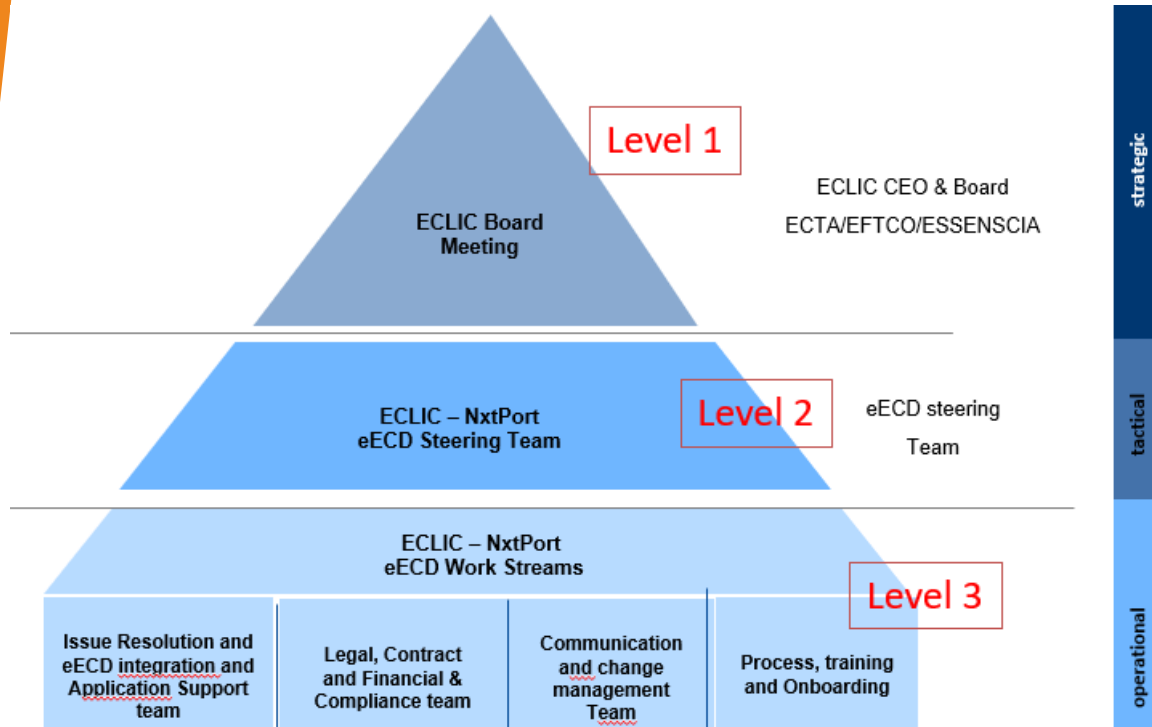 Level 1
strategic
ECLIC CEO & Board
ECTA/EFTCO/ESSENSCIA
ECLIC Board
Meeting
Level 2
tactical
ECLIC – NxtPort
eECD Steering Team
eECD steering
Team
ECLIC – NxtPort
eECD Work Streams
Level 3
operational
Issue Resolution and
eECD integration and
Application Support
team
Legal, Contract
and Financial &
Compliance team
Communication
and change
management
Team
Process, training
and Onboarding